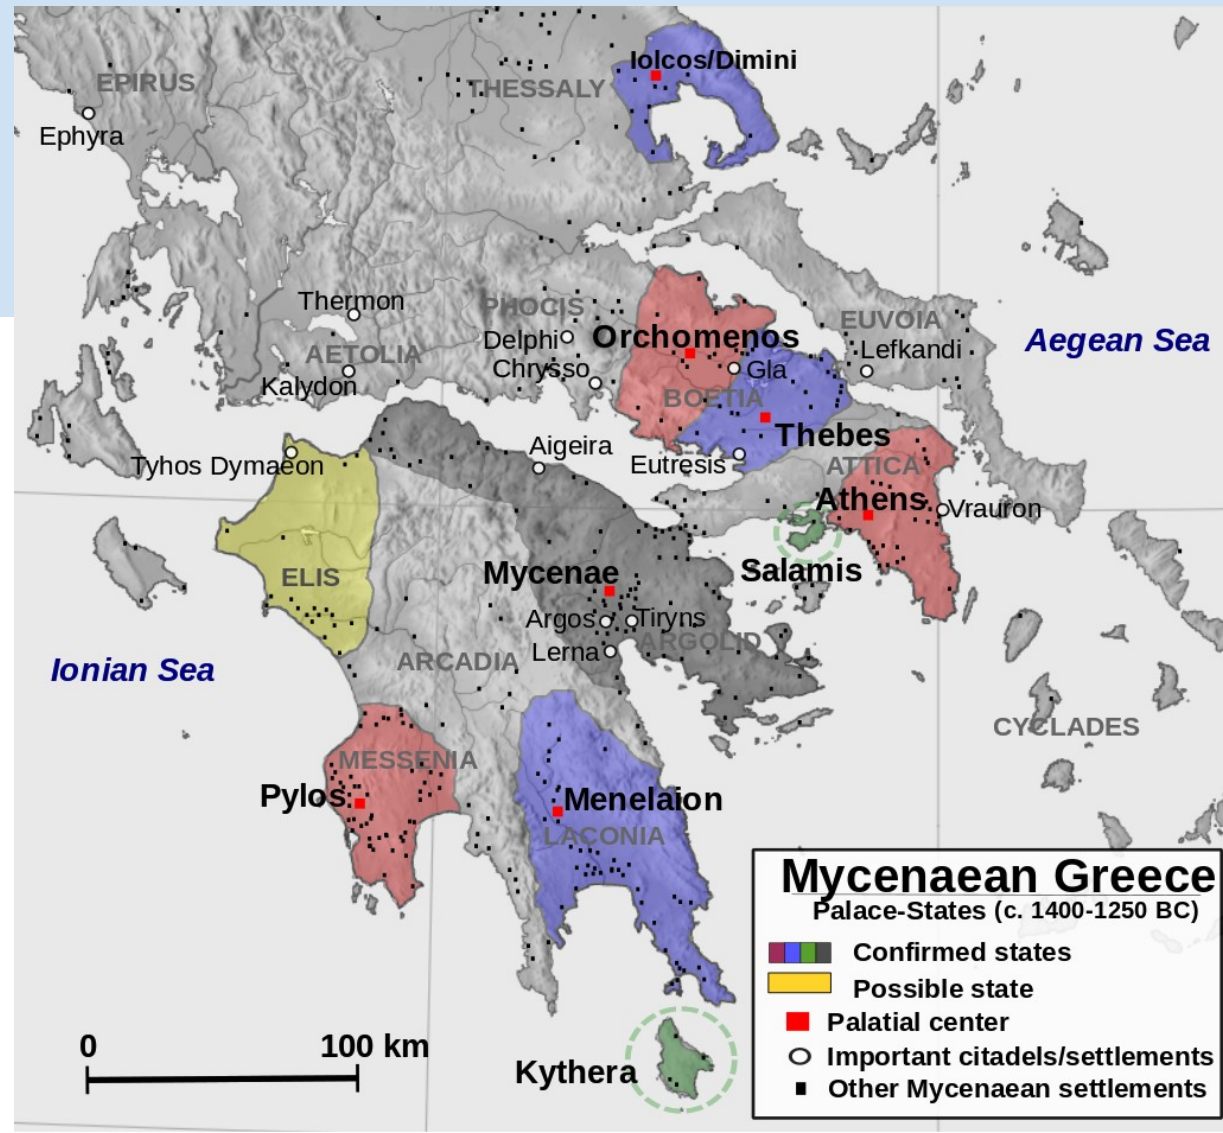 Iolcos/Dimini
EPIRUS
THESSALY
Ephyra
Thermon
PHOCIS
EUVOIA
Delphi
Orchomenos
Aegean Sea
AETOLIA
Lefkandi
Chrysso
Gla
Kalydon
BOETIA
Thebes
Aigeira
Tyhos Dymaeon
Eutresis
ATTICA
Athens
Vrauron
Mycenae
Salamis
ELIS
Argos
Tiryns
ARGOLID
Lerna
Ionian Sea
ARCADIA
CYCLADES
MESSENIA
Pylos
Menelaion
LACONIA
Mycenaean Greece
Palace-States (c. 1400-1250 BC)
Confirmed states
Possible state
Palatial center
Important citadels/settlements
Other Mycenaean settlements
0 100 km
Kythera